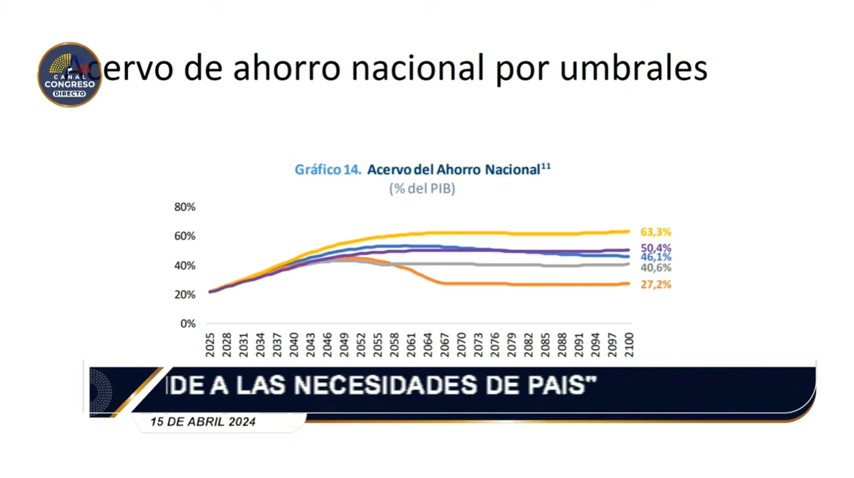 Acervo de ahorro nacional por umbrales
CANAL
CONGRESO
DIRECTO
Gráfico 14. Acervo del Ahorro Nacional¹¹
(% del PIB)
80%
60%
40%
20%
0%
63,3%
50,4%
46,1%
40,6%
27,2%
2025 2028 2031 2034 2037 2040 2043 2046 2049 2052 2055 2058 2061 2064 2067 2070 2073 2076 2079 2082 2085 2088 2091 2094 2097 2100
DE A LAS NECESIDADES DE PAIS"
15 DE ABRIL 2024